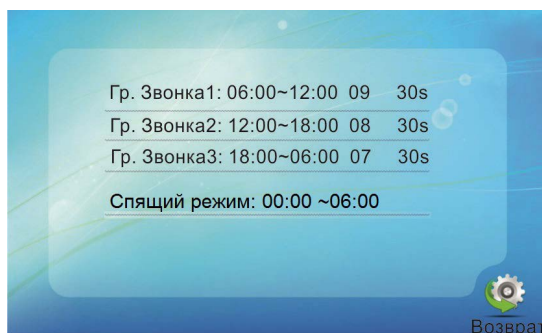 Гр. Звонка1: 06:00~12:00 09 30s
Гр. Звонка2: 12:00~18:00 08 30s
Гр. Звонка3: 18:00~06:00 07 30s
Спящий режим: 00:00 ~06:00
Возврат